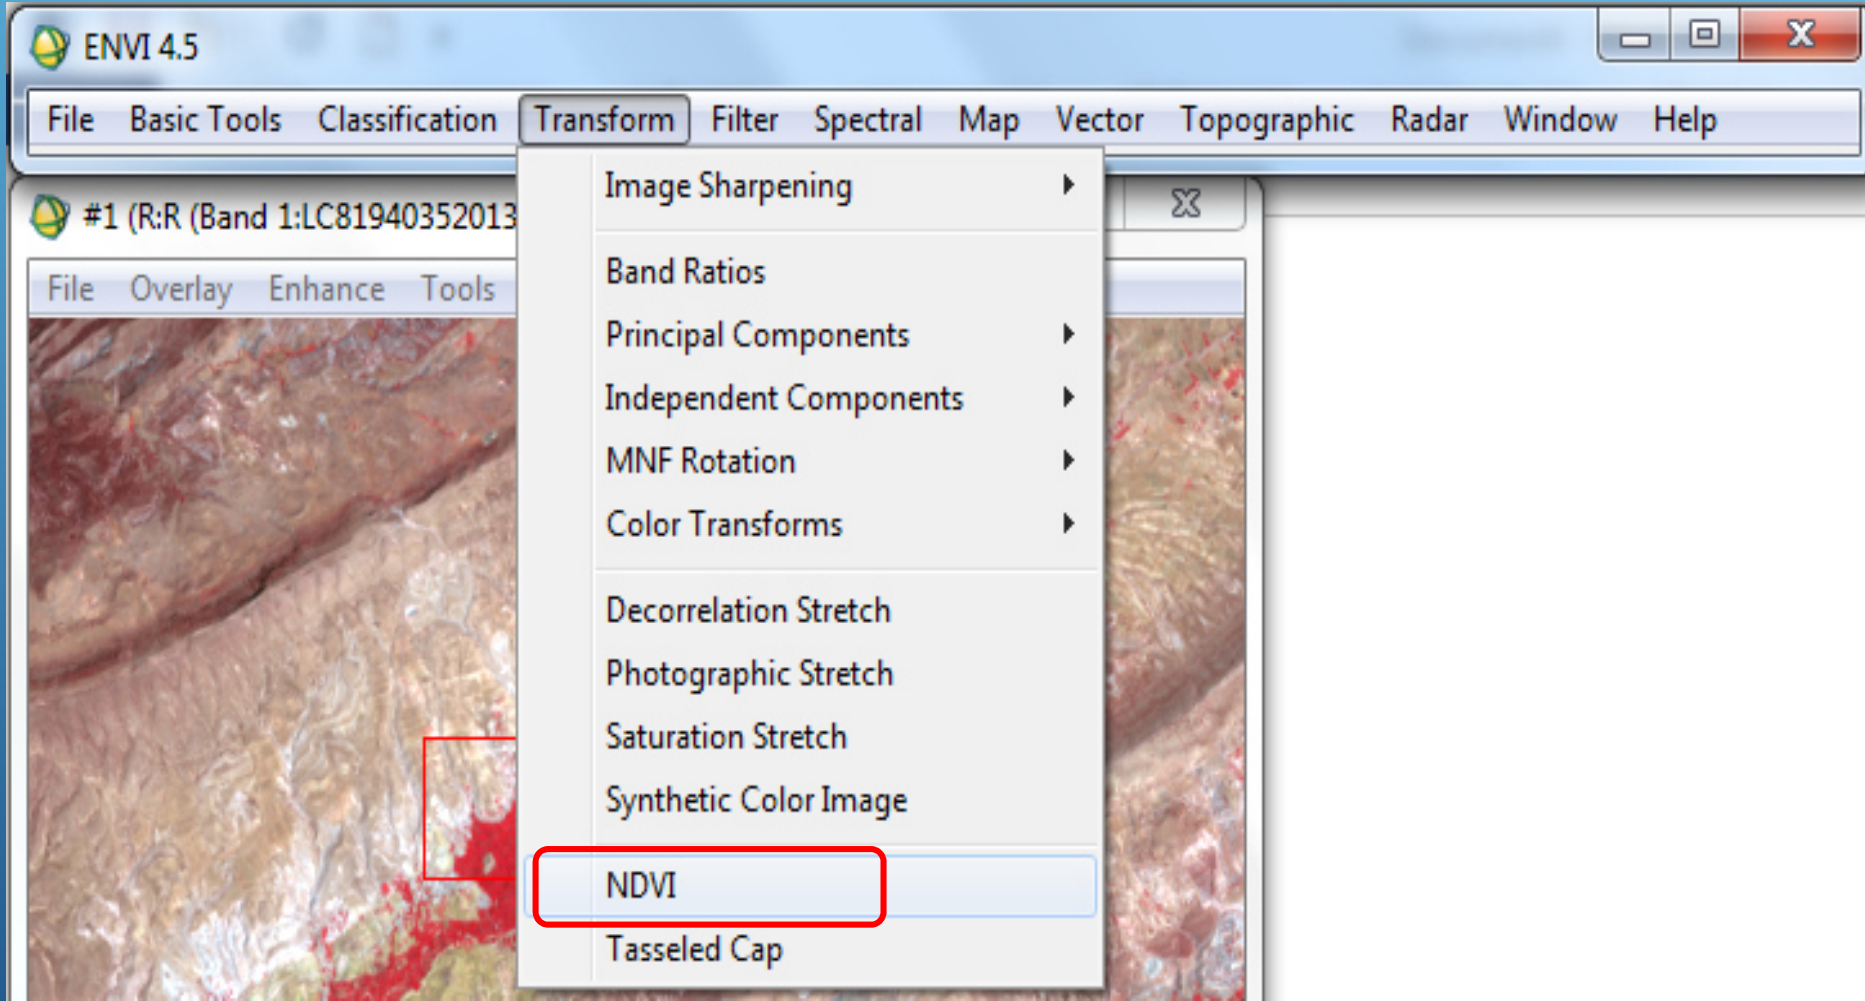 ENVI 4.5
File Basic Tools Classification Transform Filter Spectral Map Vector Topographic Radar Window Help
#1 (R:R (Band 1:LC81940352013
File Overlay Enhance Tools
Image Sharpening
Band Ratios
Principal Components
Independent Components
MNF Rotation
Color Transforms
Decorrelation Stretch
Photographic Stretch
Saturation Stretch
Synthetic Color Image
NDVI
Tasseled Cap